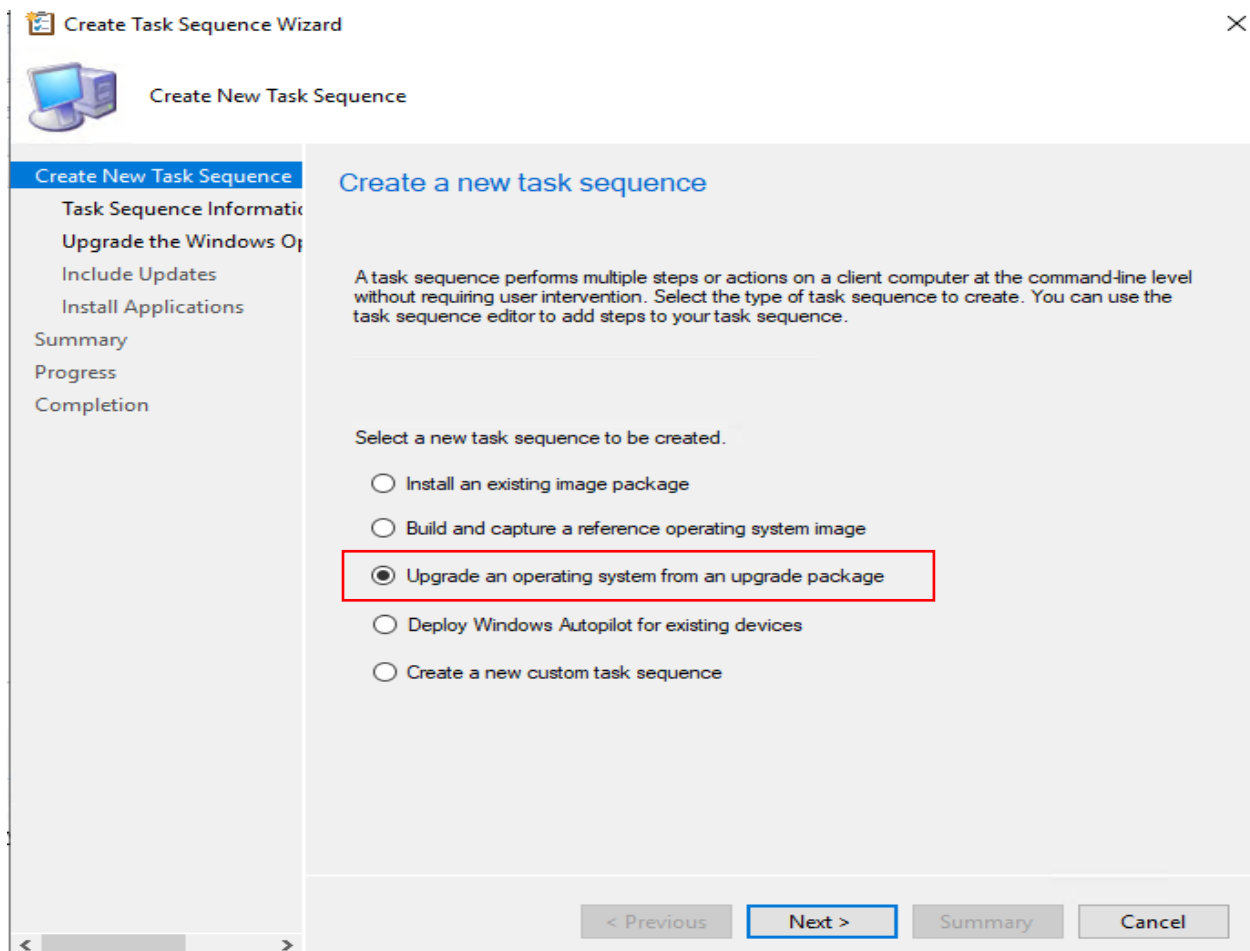 Create Task Sequence Wizard
Create New Task Sequence
Create New Task Sequence
Task Sequence Informatic
Upgrade the Windows Op
Include Updates
Install Applications
Summary
Progress
Completion
Create a new task sequence
A task sequence performs multiple steps or actions on a client computer at the command-line level
without requiring user intervention. Select the type of task sequence to create. You can use the
task sequence editor to add steps to your task sequence.
Select a new task sequence to be created.
Install an existing image package
Build and capture a reference operating system image
Upgrade an operating system from an upgrade package
Deploy Windows Autopilot for existing devices
Create a new custom task sequence
< Previous
Next >
Summary
Cancel